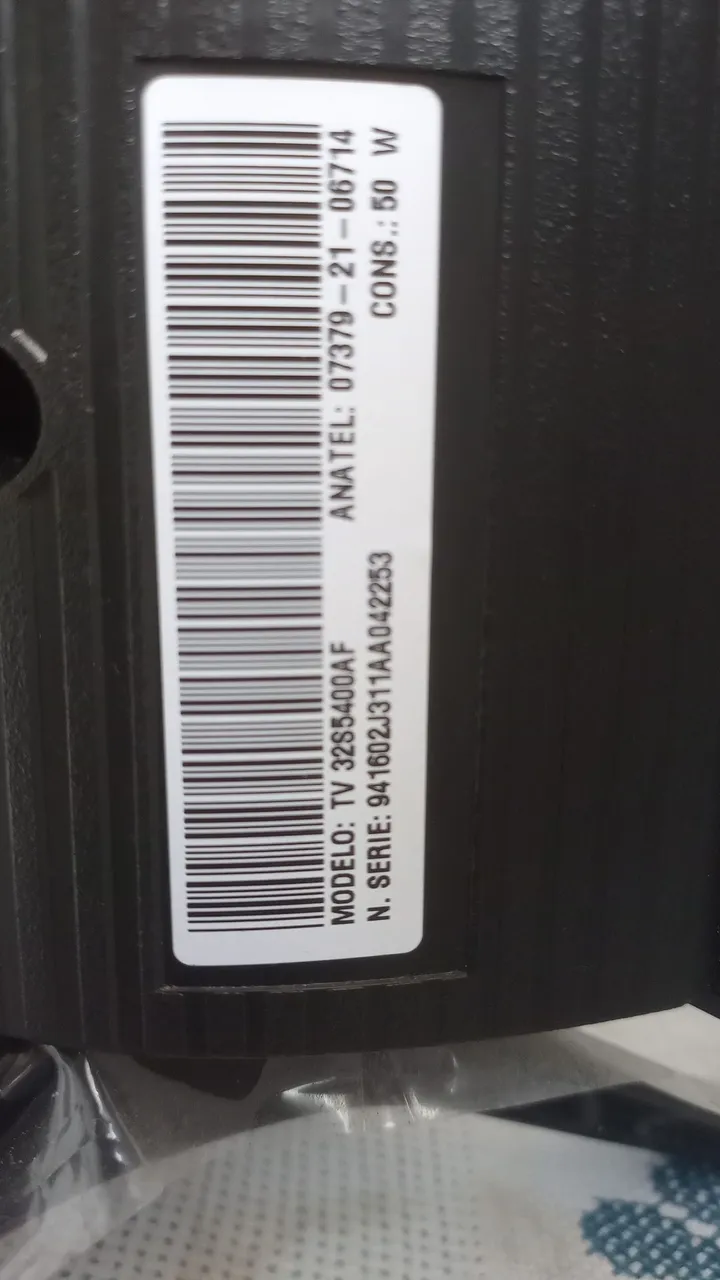 MODELO: TV 32S5400AF ANATEL: 07379-21-06714
N. SERIE: 941602J311AA042253 CONS.: 50 W